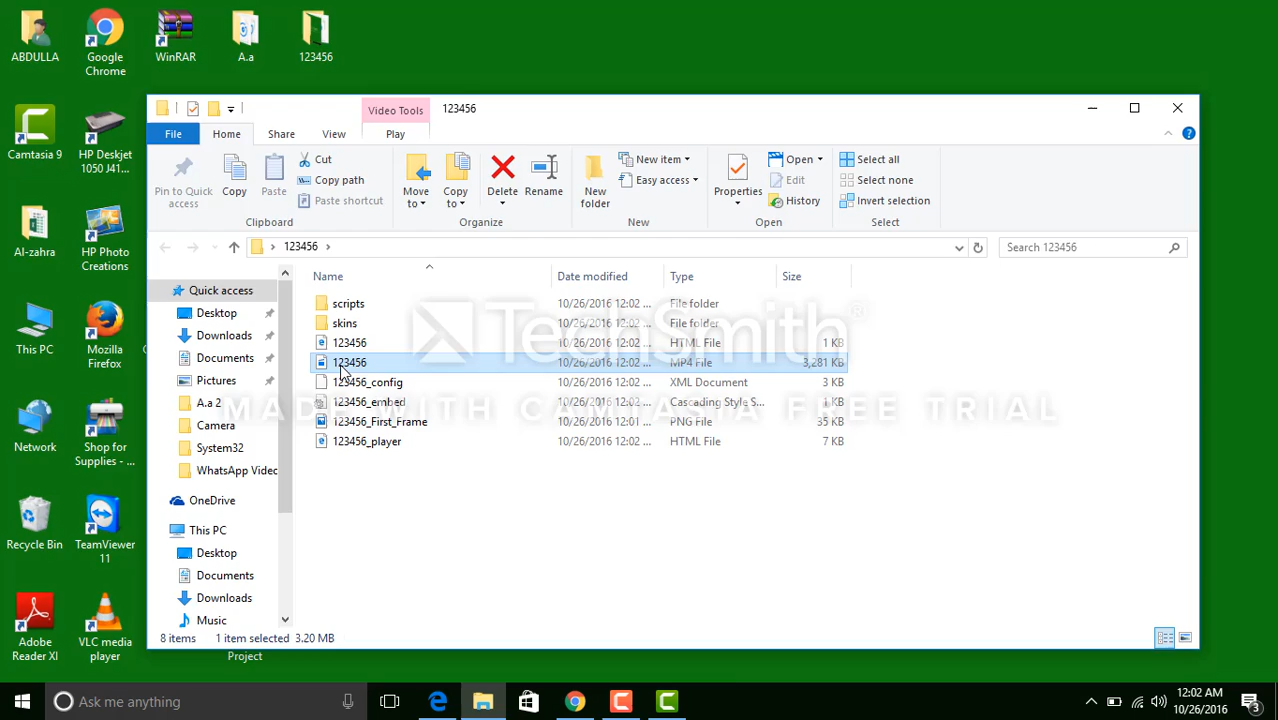 ABDULLA
Google Chrome
WinRAR
A.a
123456
Camtasia 9
HP Deskjet 1050 J41...
Al-zahra
HP Photo Creations
This PC
Mozilla Firefox
Network
Shop for Supplies - ...
Recycle Bin
TeamViewer 11
Adobe Reader XI
VLC media player
Project
Video Tools
123456
File
Home
Share
View
Play
Pin to Quick access
Copy
Paste
Cut
Copy path
Paste shortcut
Clipboard
Move to
Copy to
Delete
Rename
Organize
New folder
New item
Easy access
New
Properties
Open
Edit
History
Open
Select all
Select none
Invert selection
Select
123456
Search 123456
Quick access
Desktop
Downloads
Documents
Pictures
A.a 2
Camera
System32
WhatsApp Video
OneDrive
This PC
Desktop
Documents
Downloads
Music
Name Date modified Type Size
scripts 10/26/2016 12:02 ... File folder
skins 10/26/2016 12:02 ... File folder
123456 10/26/2016 12:02 ... HTML File 1 KB
123456 10/26/2016 12:02 ... MP4 File 3,281 KB
123456_config 10/26/2016 12:02 ... XML Document 3 KB
123456_embed 10/26/2016 12:02 ... Cascading Style S... 1 KB
123456_First_Frame 10/26/2016 12:02 ... PNG File 35 KB
123456_player 10/26/2016 12:02 ... HTML File 7 KB
TechSmith®
MADE WITH CAMTASIA FREE TRIAL
8 items 1 item selected 3.20 MB
Ask me anything
12:02 AM
10/26/2016
3